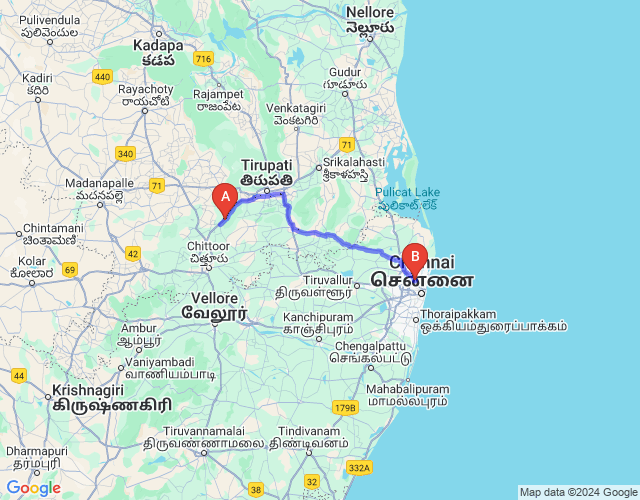 Nellore
நெல்லூரு
Pulivendula
పులివెందుల
Kadapa
కడప
716
440
Gudur
గూడూరు
Kadiri
కదిరి
Rajampet
రాజంపేట
Rayachoty
రాయచోటి
Venkatagiri
వెంకటగిరి
71
340
Tirupati
తిరుపతి
Srikalahasti
శ్రీకాళహస్తి
Madanapalle
మదనపల్లె
71
Pulicat Lake
పులికాట్ లేక్
A
Chintamani
ಚಿಂತಾಮಣಿ
Chittoor
చిత్తూరు
42
B
Chennai
சென்னை
Kolar
ಕೋಲಾರ
69
Tiruvallur
திருவள்ளூர்
Vellore
வேலூர்
Kanchipuram
காஞ்சிபுரம்
Thoraipakkam
ஒக்கியம்துரைப்பாக்கம்
Ambur
ஆம்பூர்
Chengalpattu
செங்கல்பட்டு
Vaniyambadi
வாணியம்பாடி
44
Krishnagiri
கிருஷ்ணகிரி
Mahabalipuram
மாமல்லபுரம்
179B
Tiruvannamalai
திருவண்ணாமலை
Tindivanam
திண்டிவனம்
Dharmapuri
தர்மபுரி
332A
38
32
Google
Map data ©2024 Google